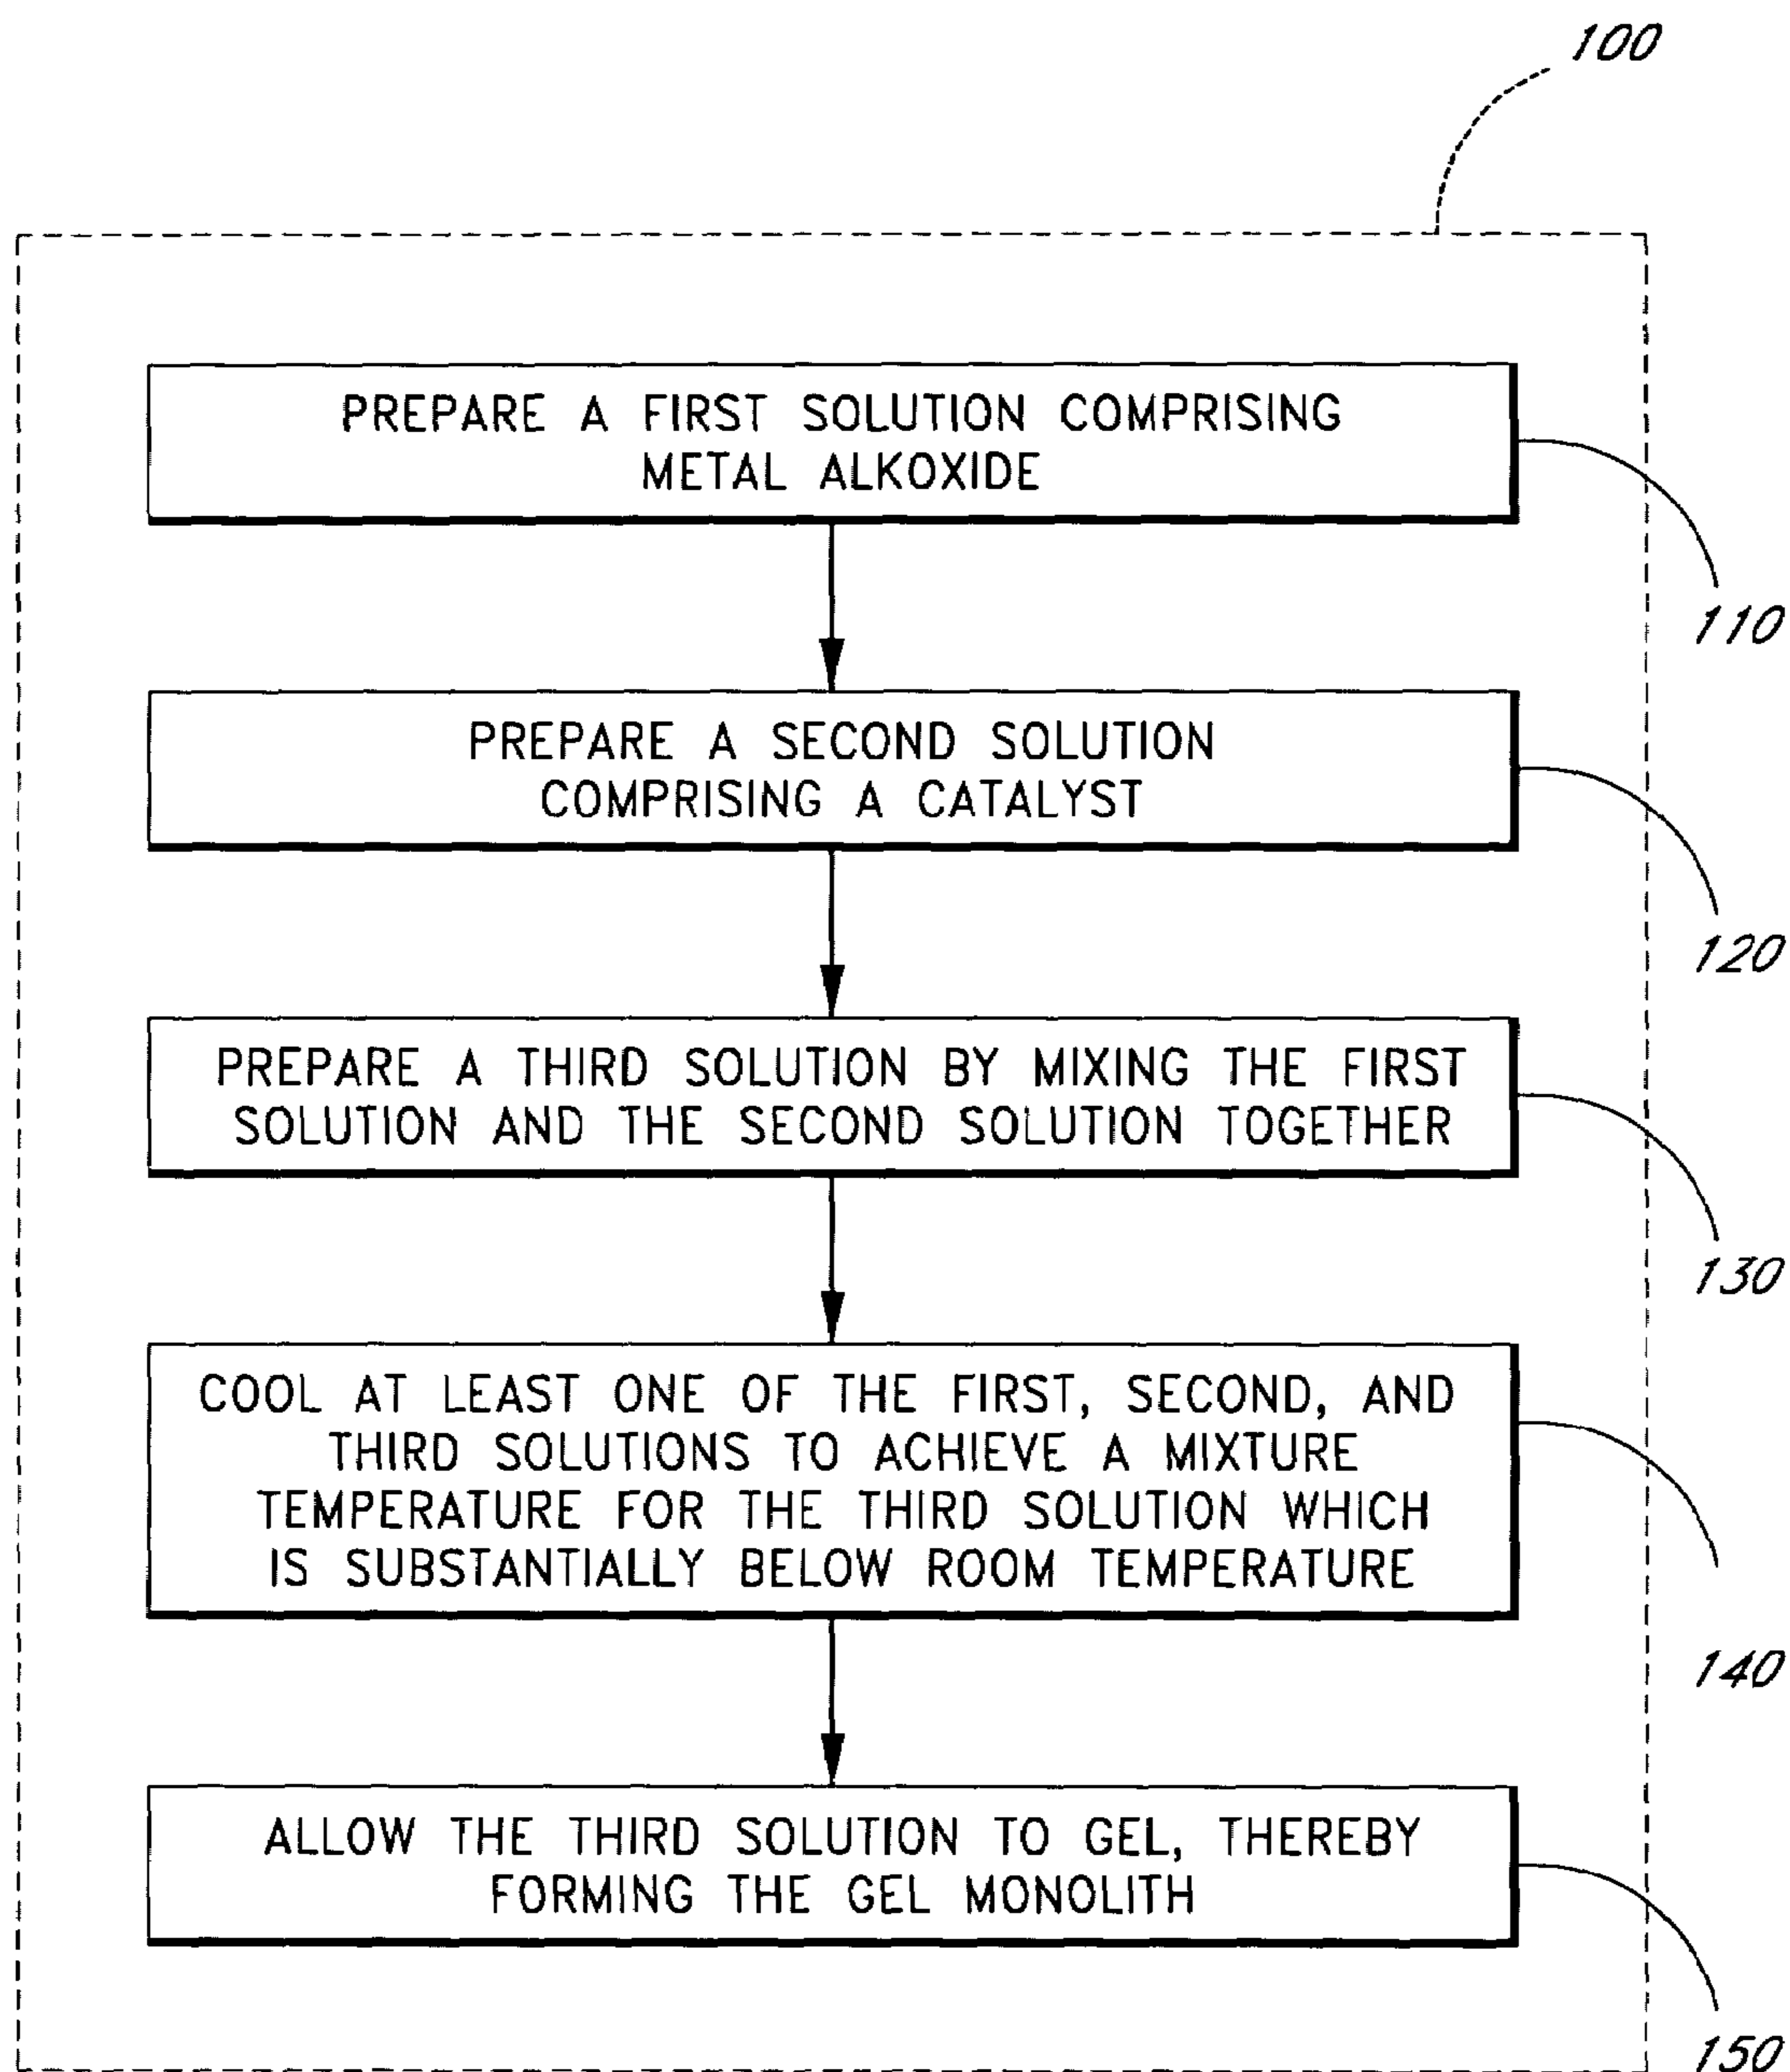 100
PREPARE A FIRST SOLUTION COMPRISING
METAL ALKOXIDE
110
PREPARE A SECOND SOLUTION
COMPRISING A CATALYST
120
PREPARE A THIRD SOLUTION BY MIXING THE FIRST
SOLUTION AND THE SECOND SOLUTION TOGETHER
130
COOL AT LEAST ONE OF THE FIRST, SECOND, AND
THIRD SOLUTIONS TO ACHIEVE A MIXTURE
TEMPERATURE FOR THE THIRD SOLUTION WHICH
IS SUBSTANTIALLY BELOW ROOM TEMPERATURE
140
ALLOW THE THIRD SOLUTION TO GEL, THEREBY
FORMING THE GEL MONOLITH
150